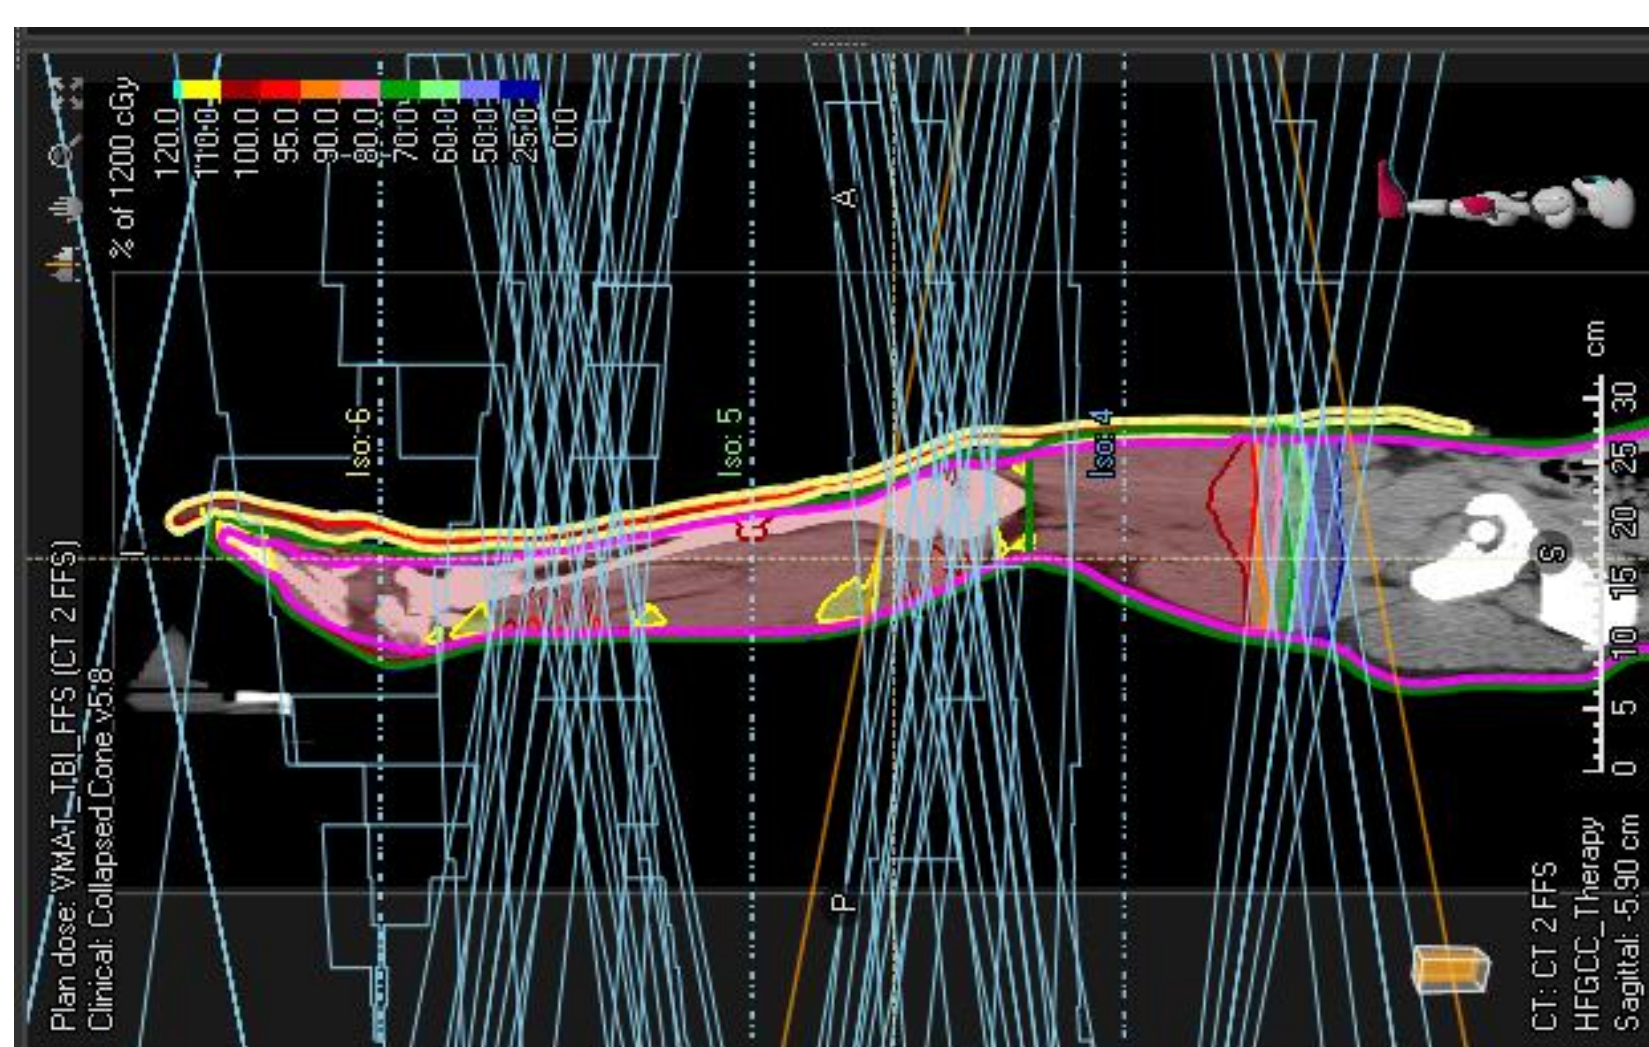 Plan dose: VMAT_TBI_FFS (CT 2 FFS)
Clinical: Collapsed Cone_v5.8
% of 1200 cGy
120.0
110.0
100.0
95.0
90.0
80.0
70.0
60.0
50.0
25.0
0.0
I
A
P
S
Iso: 6
Iso: 5
Iso: 4
0
5
10
15
20
25
30
cm
CT: CT 2 FFS
HFGCC_Therapy
Sagittal: -5.90 cm